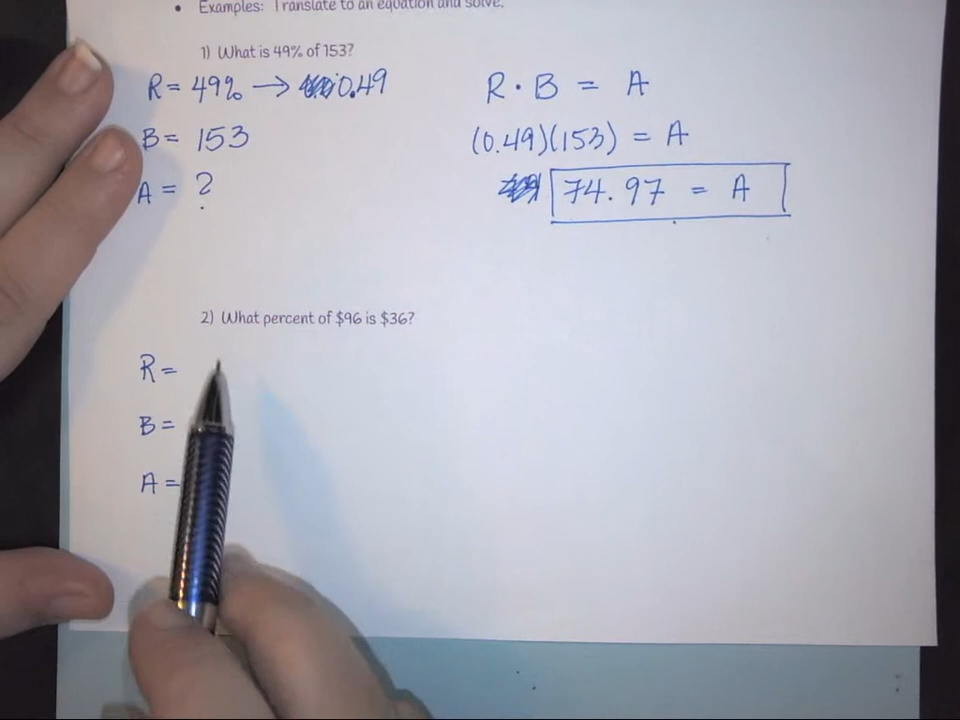 • Examples: Translate to an equation and solve.
1) What is 49% of 153?
R = 49% → 0.49
R · B = A
B = 153
(0.49)(153) = A
A = ?
74.97 = A
2) What percent of $96 is $36?
R =
B =
A =